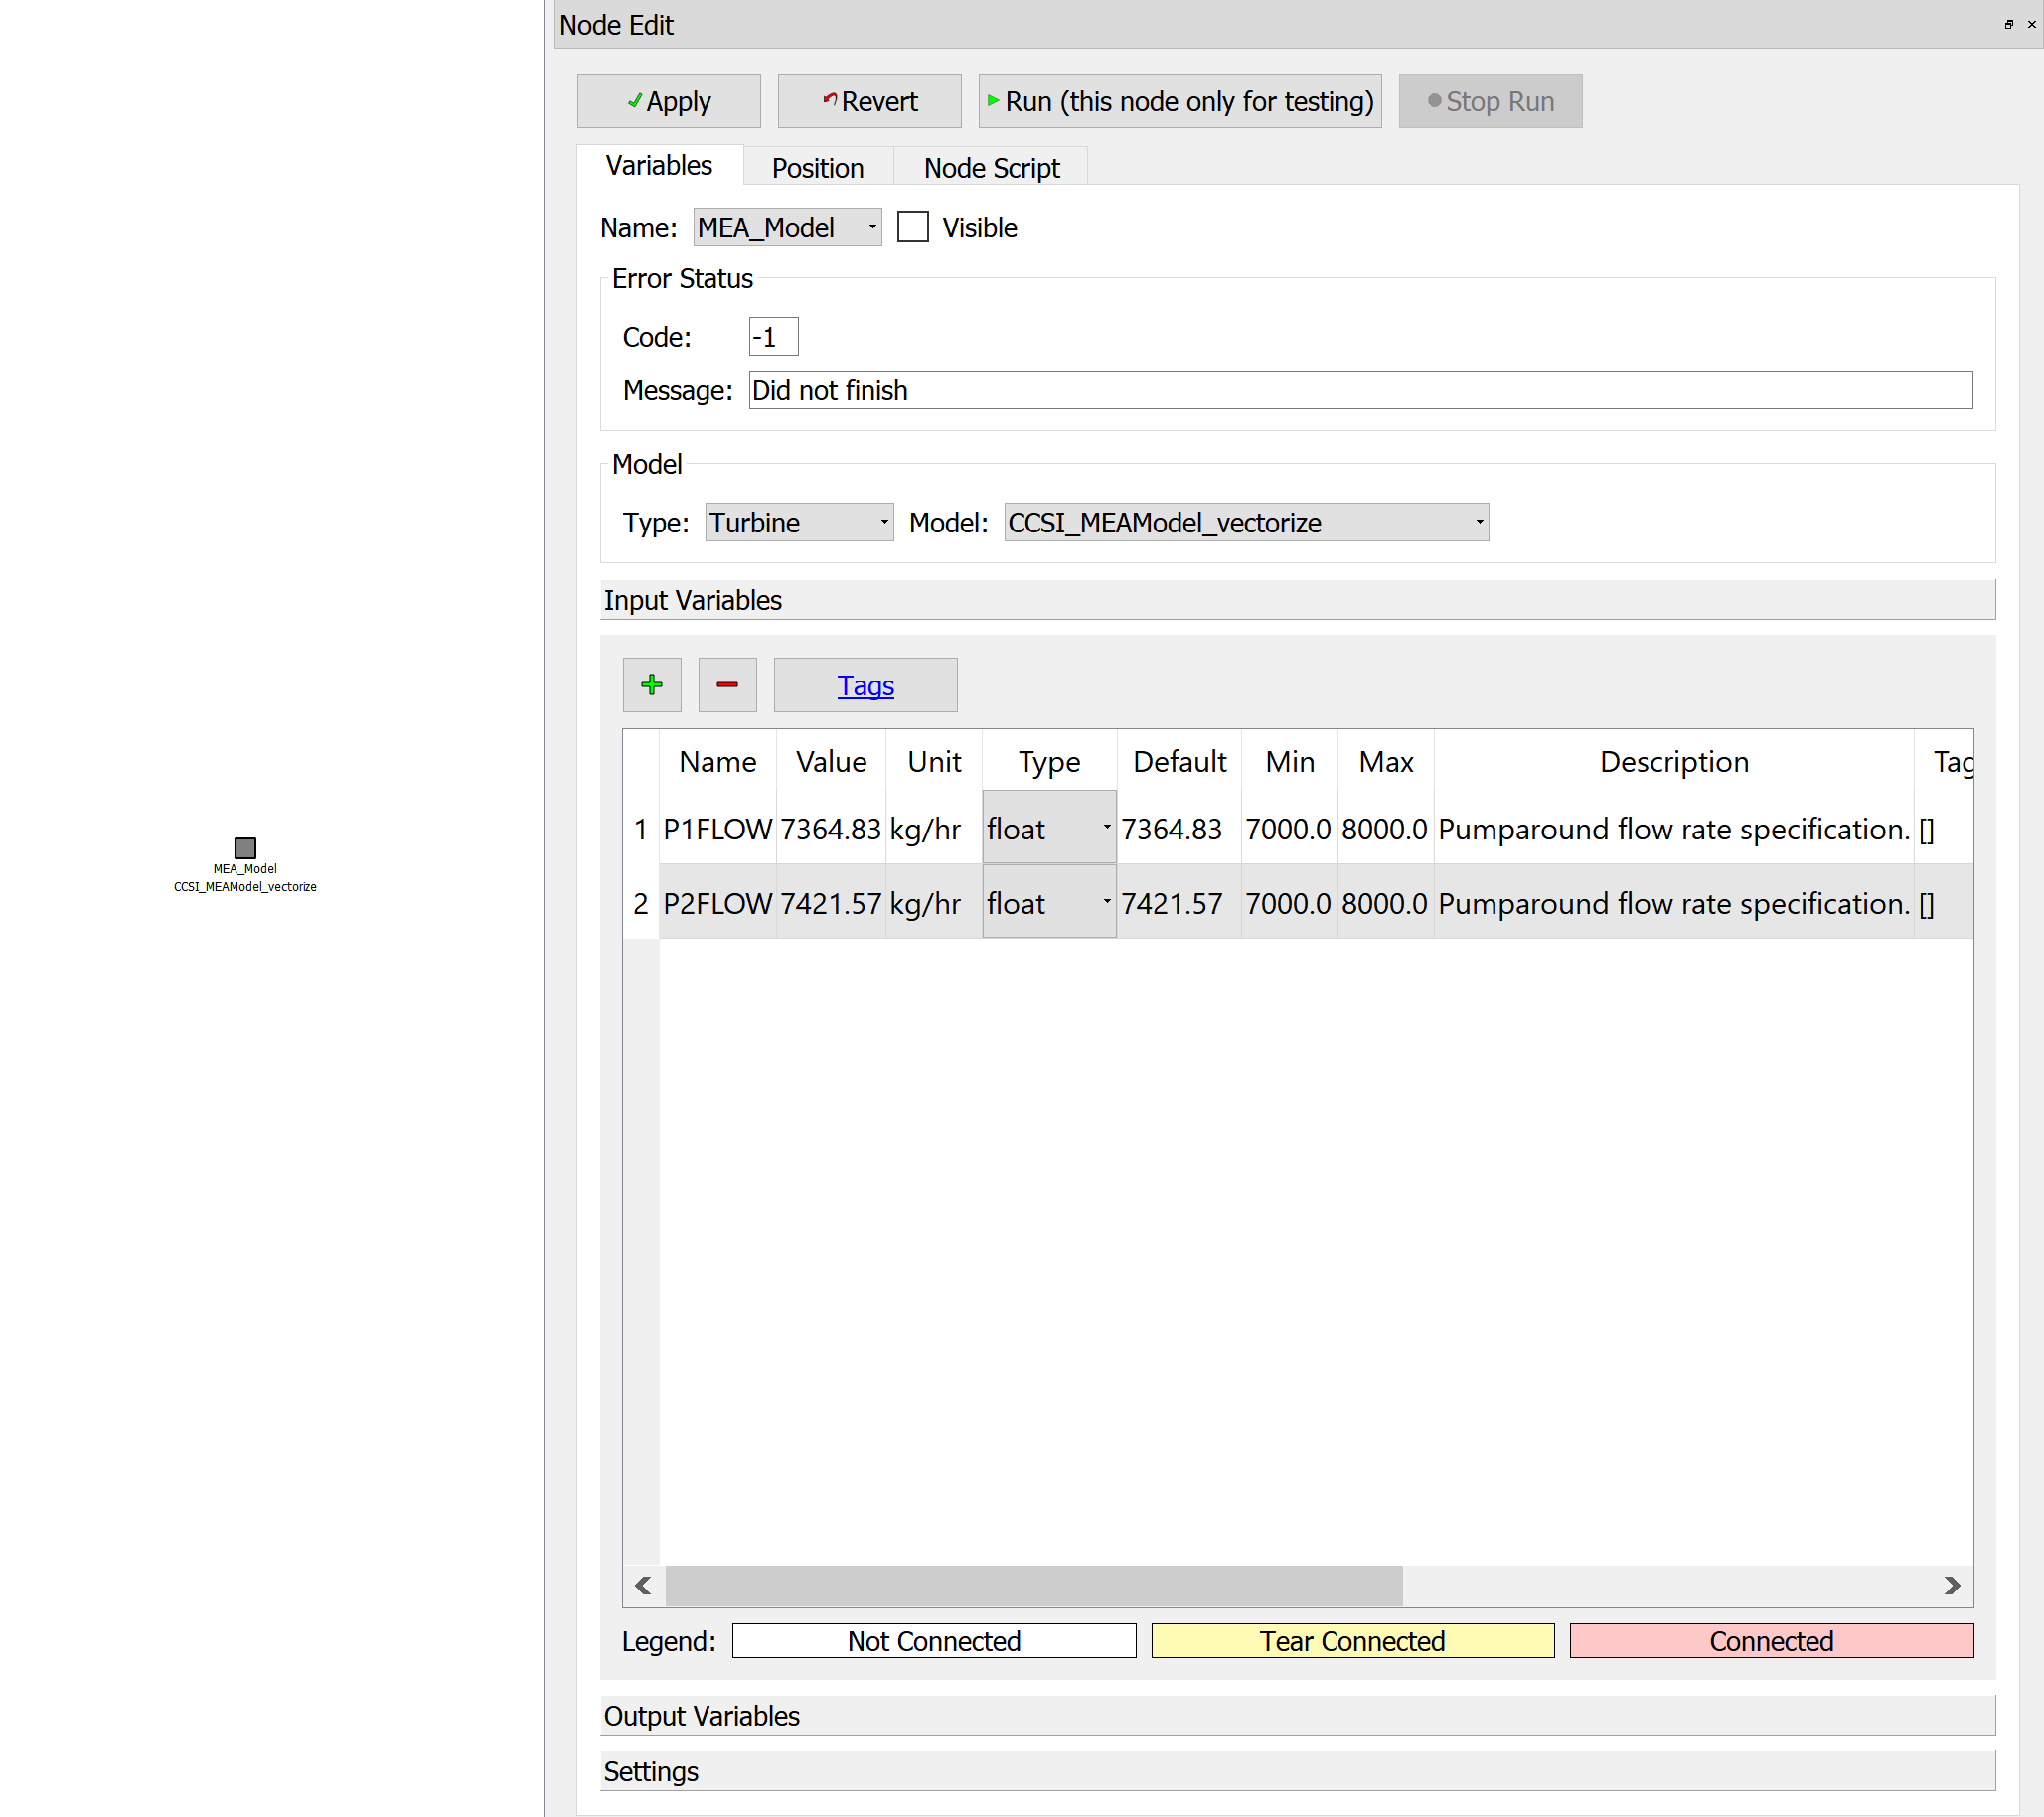 Node Edit
Apply Revert Run (this node only for testing) Stop Run
Variables Position Node Script
Name: MEA_Model Visible
Error Status
Code: -1
Message: Did not finish
Model
Type: Turbine Model: CCSI_MEAModel_vectorize
Input Variables
Tags
Name Value Unit Type Default Min Max Description Tag
1 P1FLOW 7364.83 kg/hr float 7364.83 7000.0 8000.0 Pumparound flow rate specification. []
2 P2FLOW 7421.57 kg/hr float 7421.57 7000.0 8000.0 Pumparound flow rate specification. []
Legend: Not Connected Tear Connected Connected
Output Variables
Settings
MEA_Model
CCSI_MEAModel_vectorize